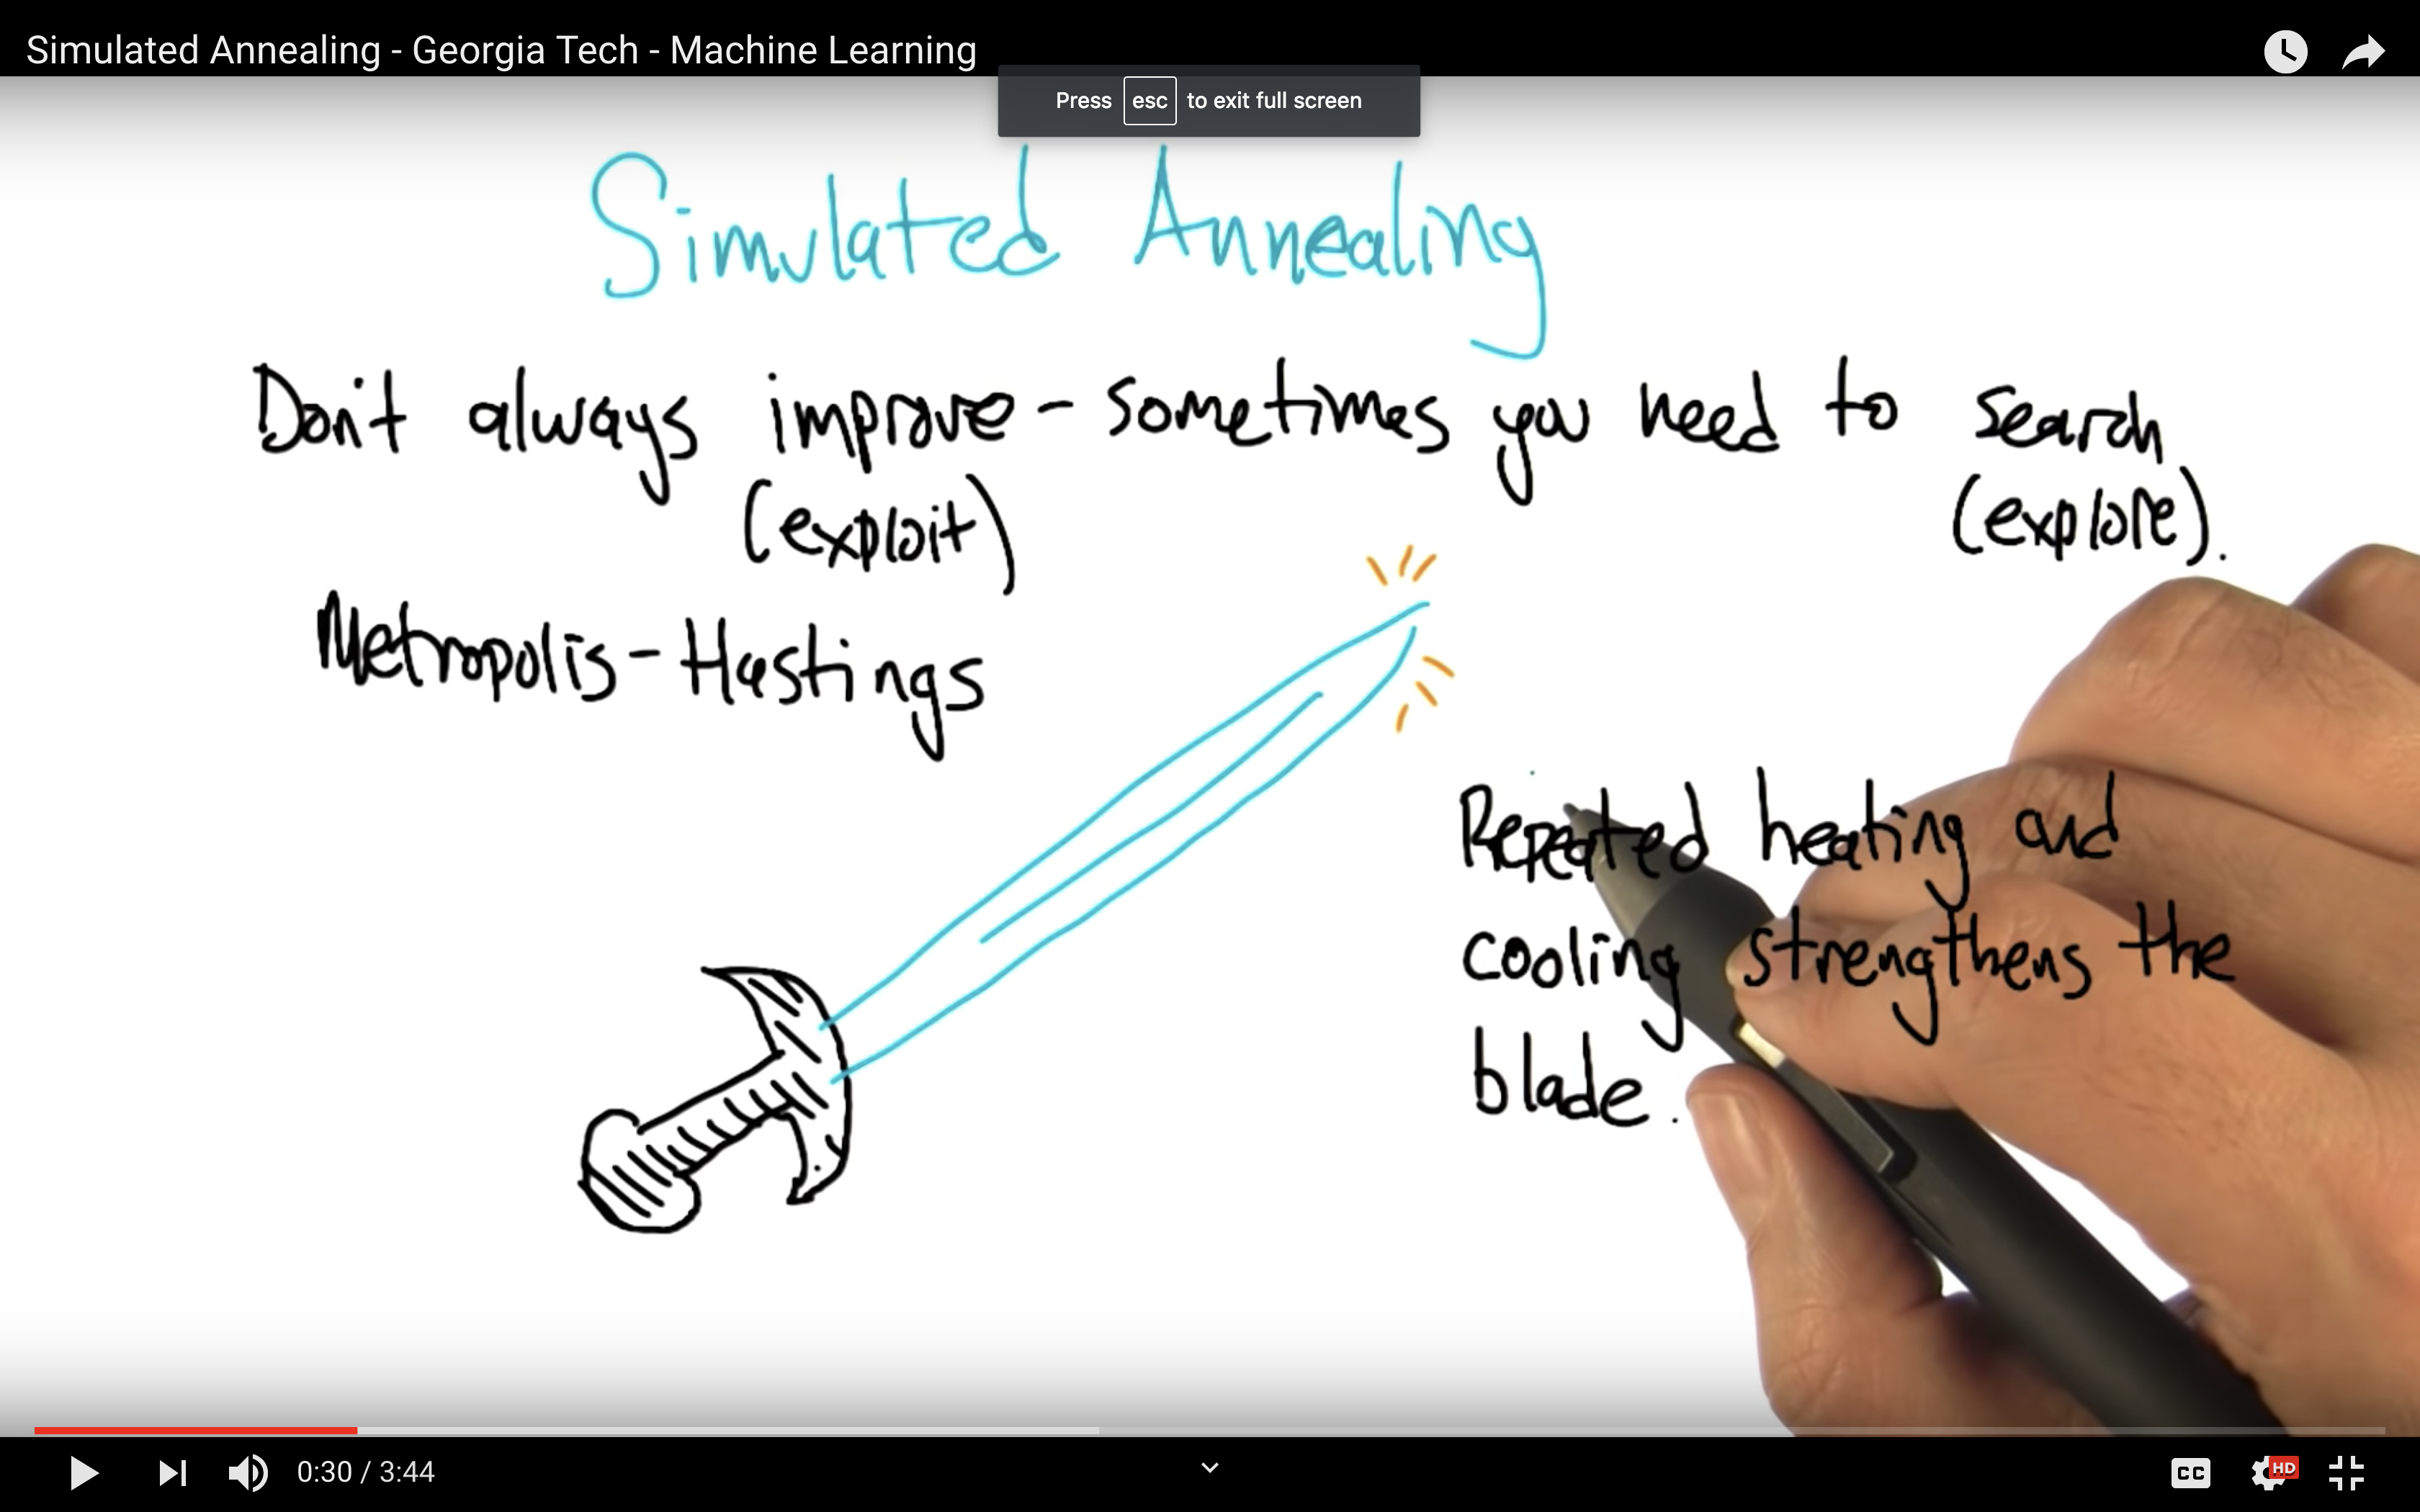 Simulated Annealing - Georgia Tech - Machine Learning
Press esc to exit full screen
Simulated Annealing
Don't always improve - sometimes you need to search
(exploit) (explore).
Metropolis - Hastings
Repeated heating and
cooling strengthens the
blade.
0:30 / 3:44
CC HD